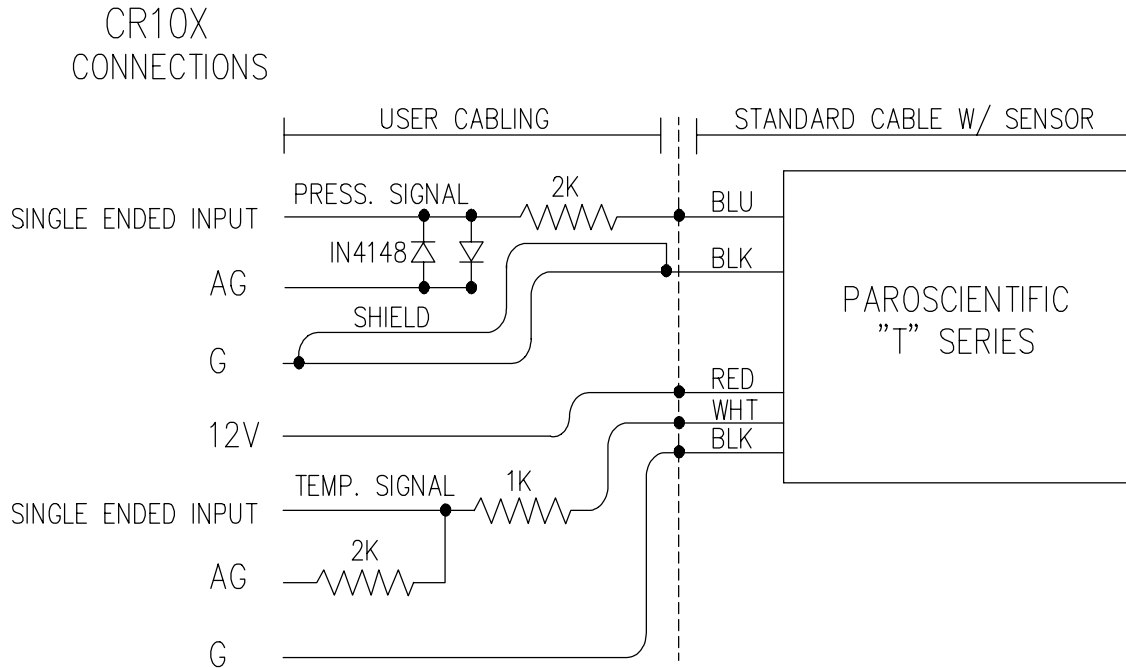 CR10X
CONNECTIONS
USER CABLING
STANDARD CABLE W/ SENSOR
PRESS. SIGNAL
2K
BLU
SINGLE ENDED INPUT
IN4148
BLK
AG
PAROSCIENTIFIC
"T" SERIES
SHIELD
G
RED
12V
WHT
BLK
TEMP. SIGNAL
1K
SINGLE ENDED INPUT
2K
AG
G